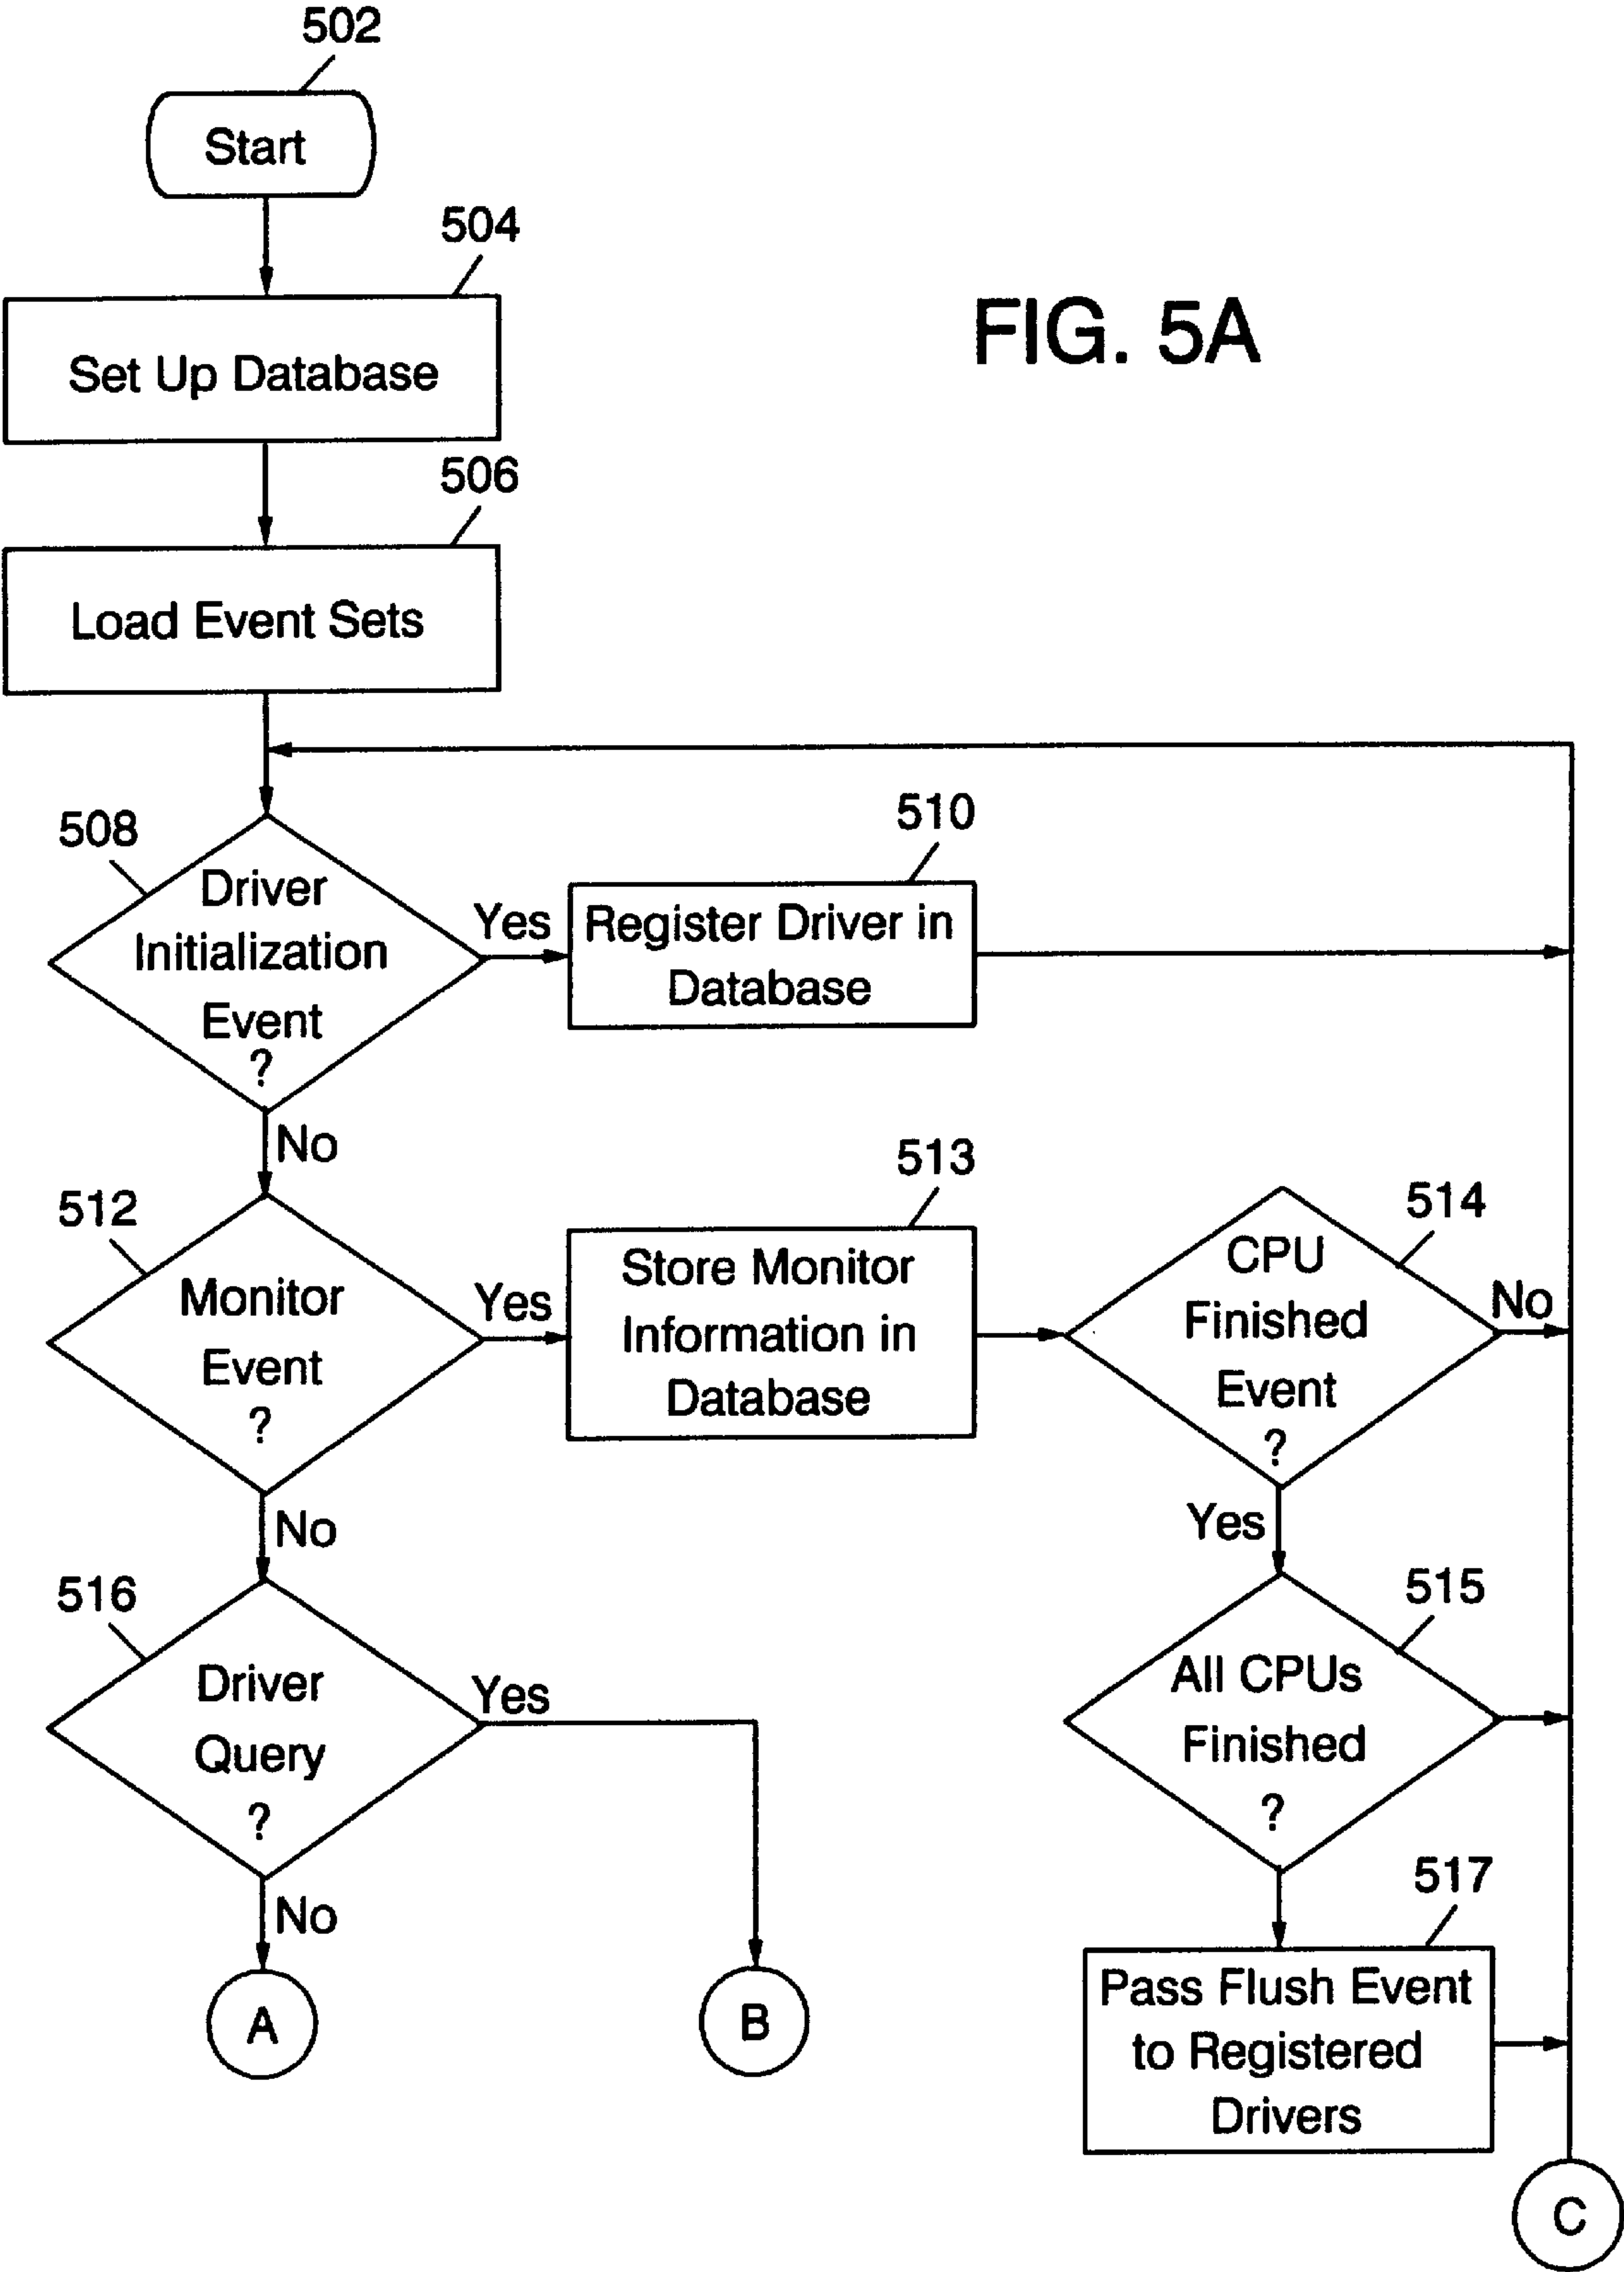 502
Start
504
FIG. 5A
Set Up Database
506
Load Event Sets
508
Driver
Initialization
Event
?
Yes
510
Register Driver in
Database
No
512
Monitor
Event
?
Yes
513
Store Monitor
Information in
Database
514
CPU
Finished
Event
?
No
Yes
No
515
All CPUs
Finished
?
516
Driver
Query
?
Yes
No
517
Pass Flush Event
to Registered
Drivers
A
B
C